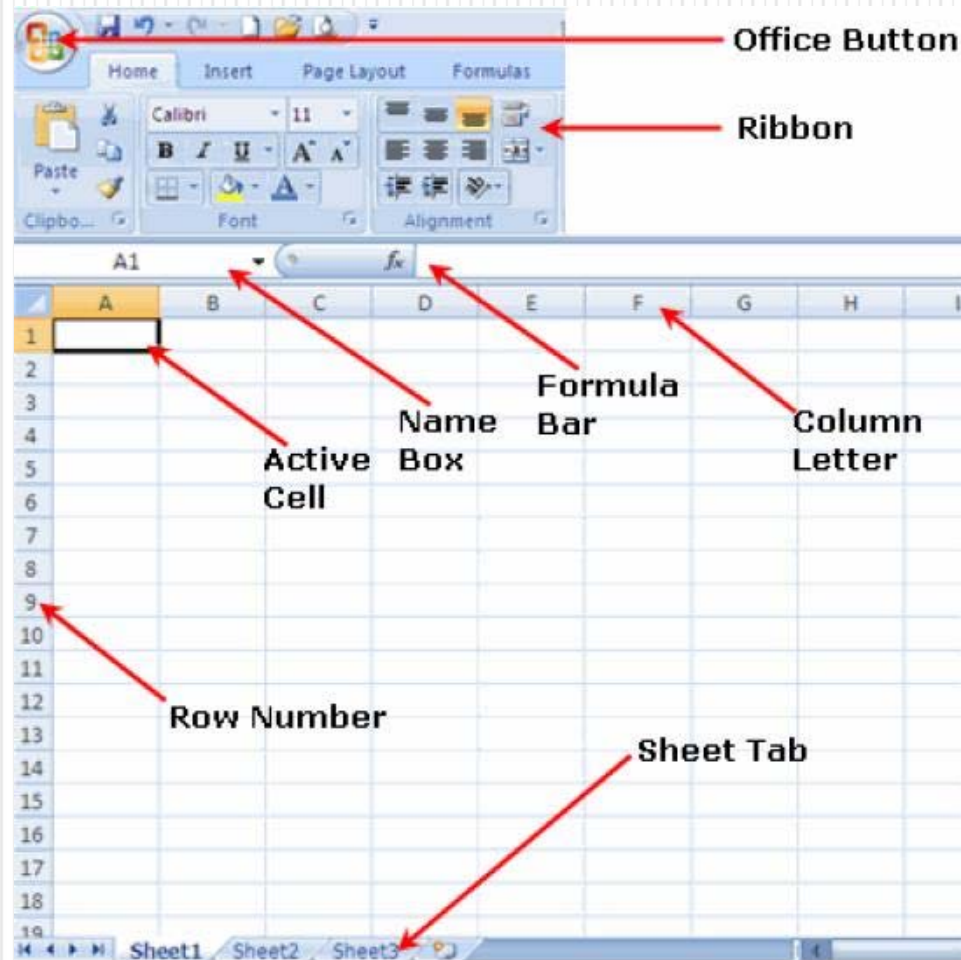 Office Button
Home Insert Page Layout Formulas
Ribbon
Calibri 11
B I U A A
Paste
A
Clipbo... Font Alignment
A1 fx
A B C D E F G H I
1
2
3
4
5
6
7
8
9
10
11
12
13
14
15
16
17
18
19
Formula
Bar
Name
Box
Column
Letter
Active
Cell
Row Number
Sheet Tab
Sheet1 Sheet2 Sheet3